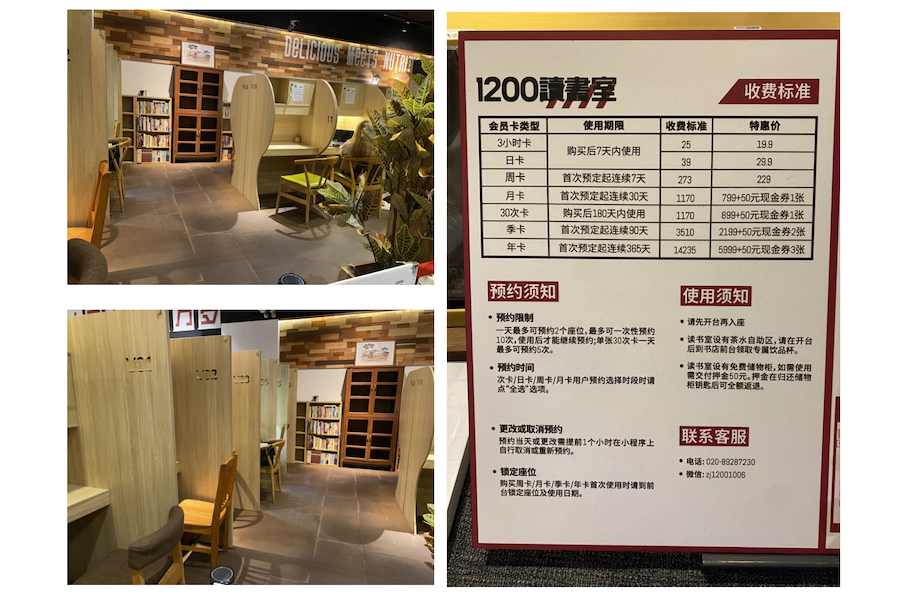 DELICIOUS MEETS NUTRI
11
1200讀書室
收费标准
会员卡类型 使用期限 收费标准 特惠价
3小时卡 购买后7天内使用 25 19.9
日卡 39 29.9
周卡 首次预定起连续7天 273 229
月卡 首次预定起连续30天 1170 799+50元现金券1张
30次卡 购买后180天内使用 1170 899+50元现金券1张
季卡 首次预定起连续90天 3510 2199+50元现金券2张
年卡 首次预定起连续365天 14235 5999+50元现金券3张
预约须知
• 预约限制
一天最多可预约2个座位,最多可一次性预约
10次,使用后才能继续预约;单张30次卡一天
最多可预约5次。
• 预约时间
次卡/日卡/周卡/月卡用户预约选择时段时请
点“全选”选项。
• 更改或取消预约
预约当天或更改需提前1个小时在小程序上
自行取消或重新预约。
• 锁定座位
购买周卡/月卡/季卡/年卡首次使用时请到前
台锁定座位及使用日期。
使用须知
• 请先开台再入座
• 读书室设有茶水自助区,请在开台
后到书店前台领取专属饮品杯。
• 读书室设有免费储物柜,如需使用
需交付押金50元。押金在归还储物
柜钥匙后可全额返退。
联系客服
• 电话: 020-89287230
• 微信: zj12001006